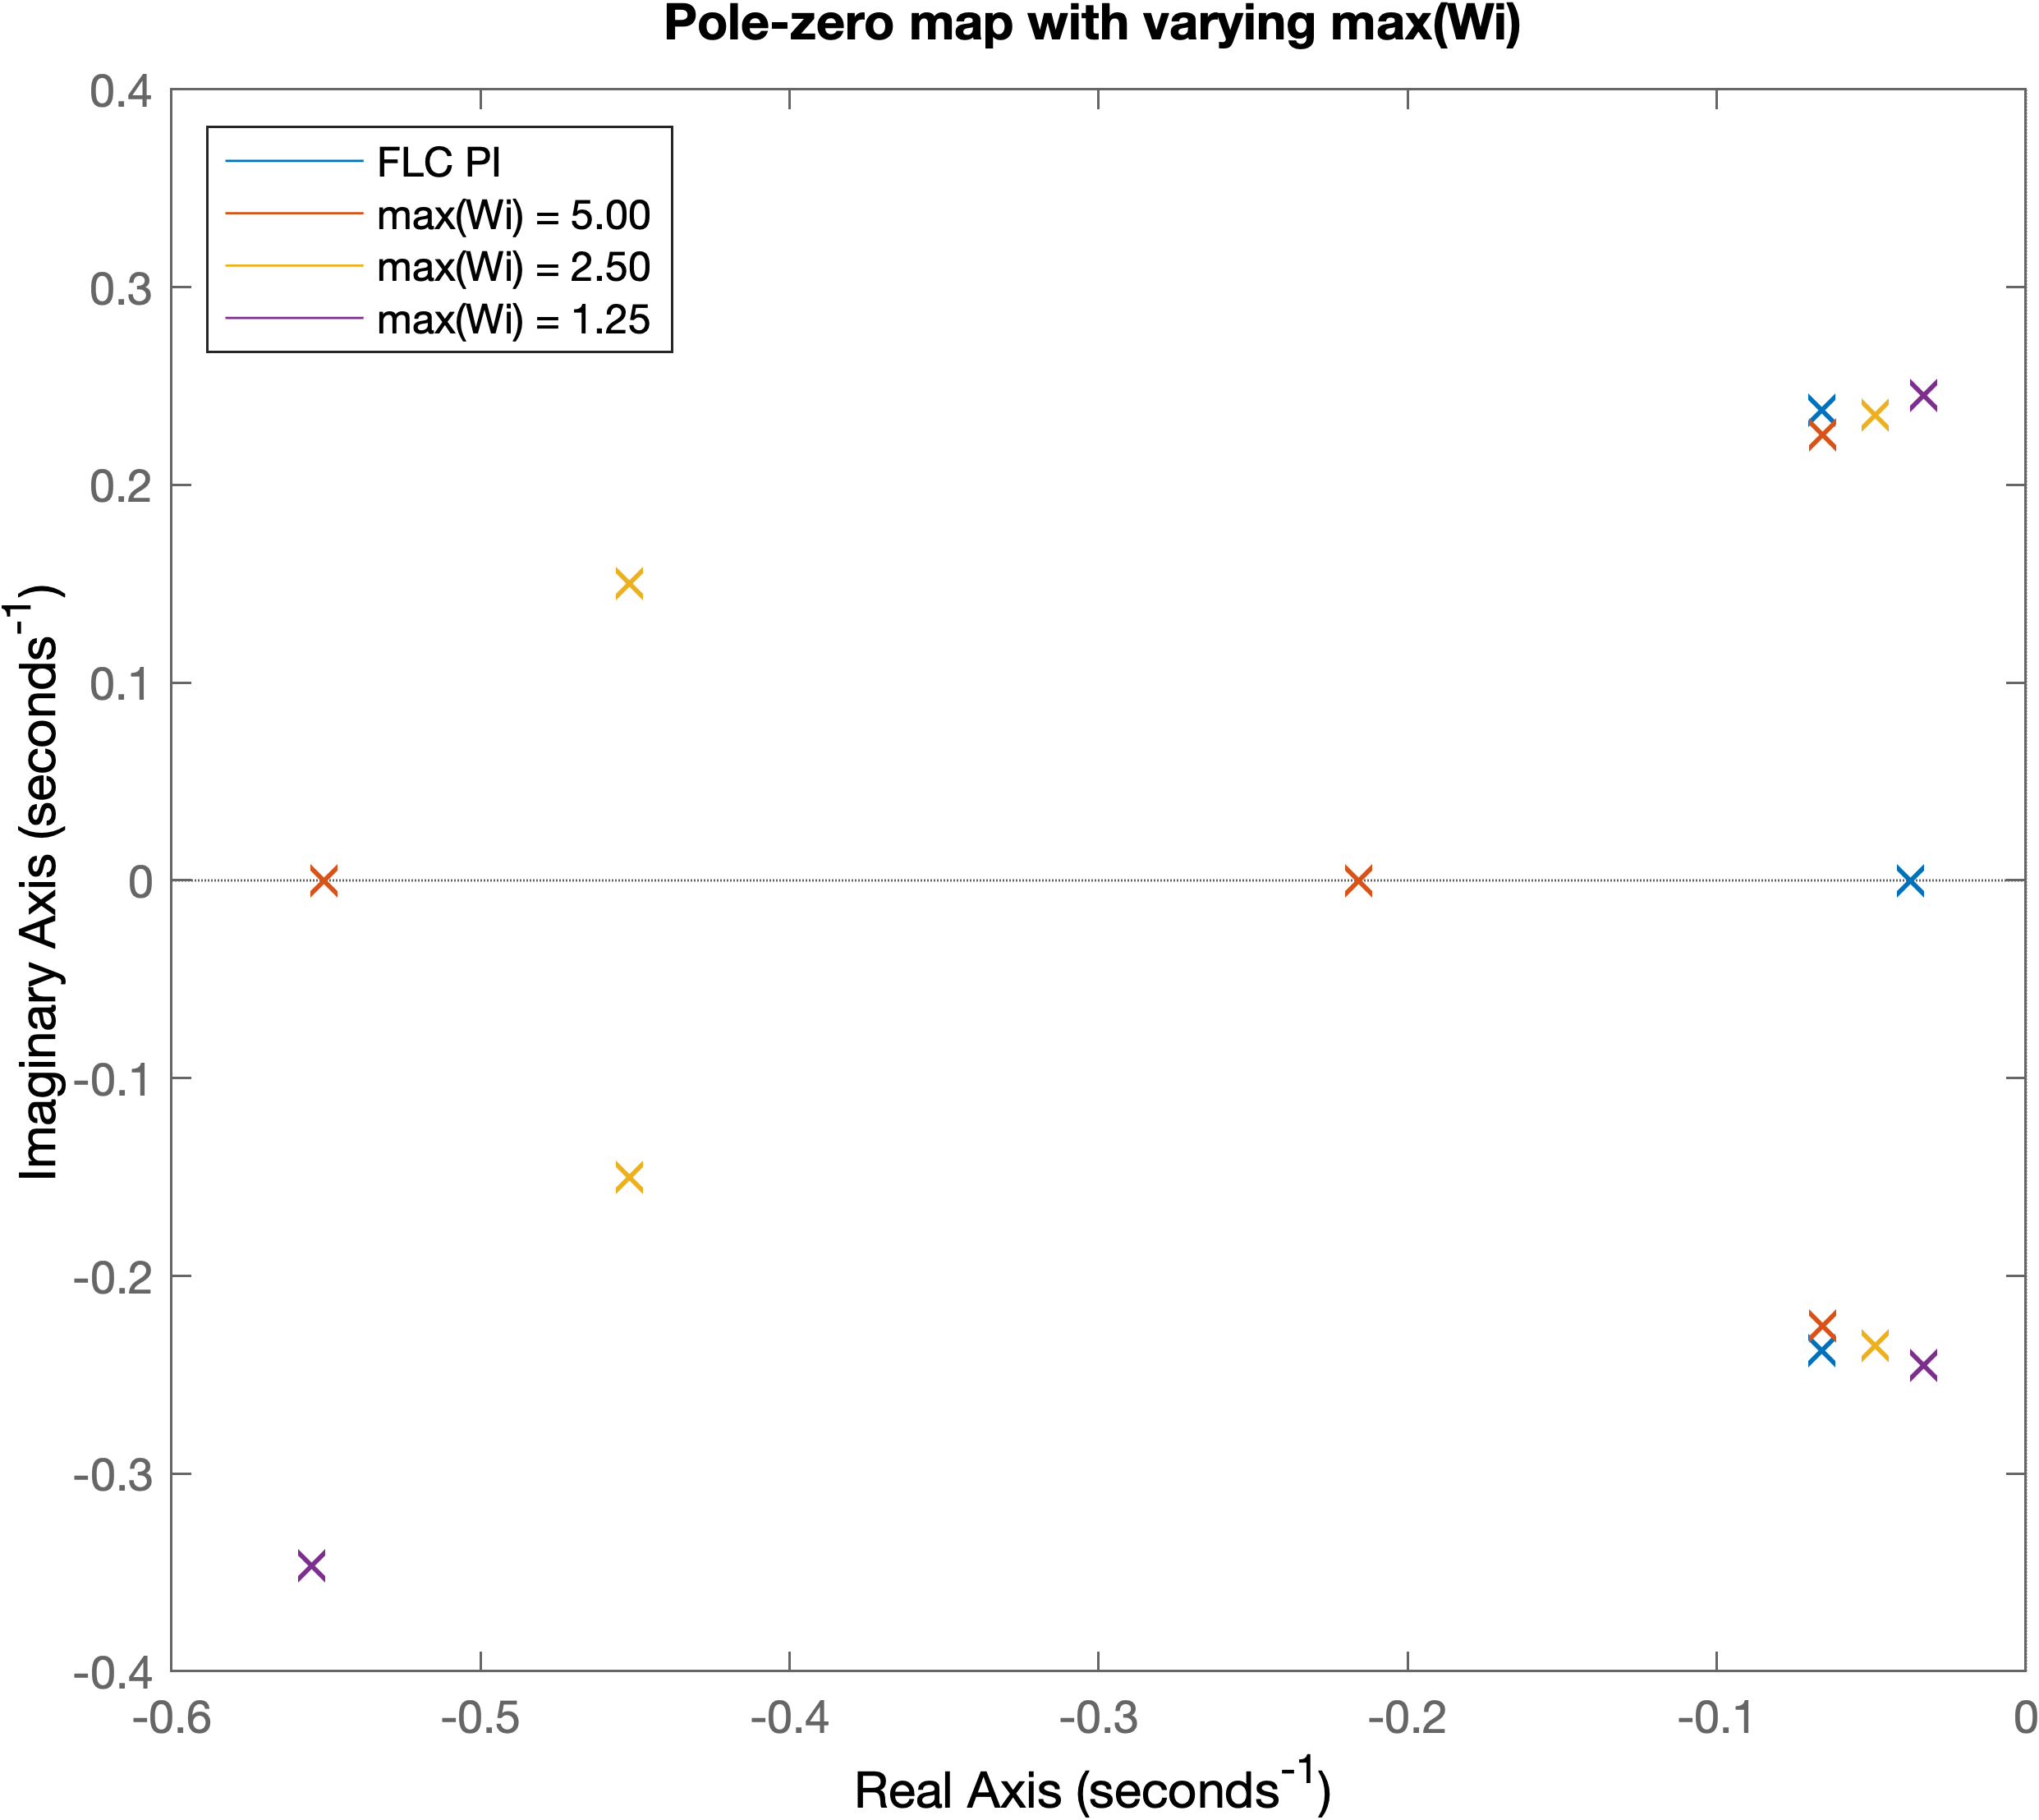 Pole-zero map with varying max(Wi)
0.4
0.3
0.2
0.1
0
-0.1
-0.2
-0.3
-0.4
FLC PI
max(Wi) = 5.00
max(Wi) = 2.50
max(Wi) = 1.25
Imaginary Axis (seconds-1)
-0.6 -0.5 -0.4 -0.3 -0.2 -0.1 0
Real Axis (seconds-1)